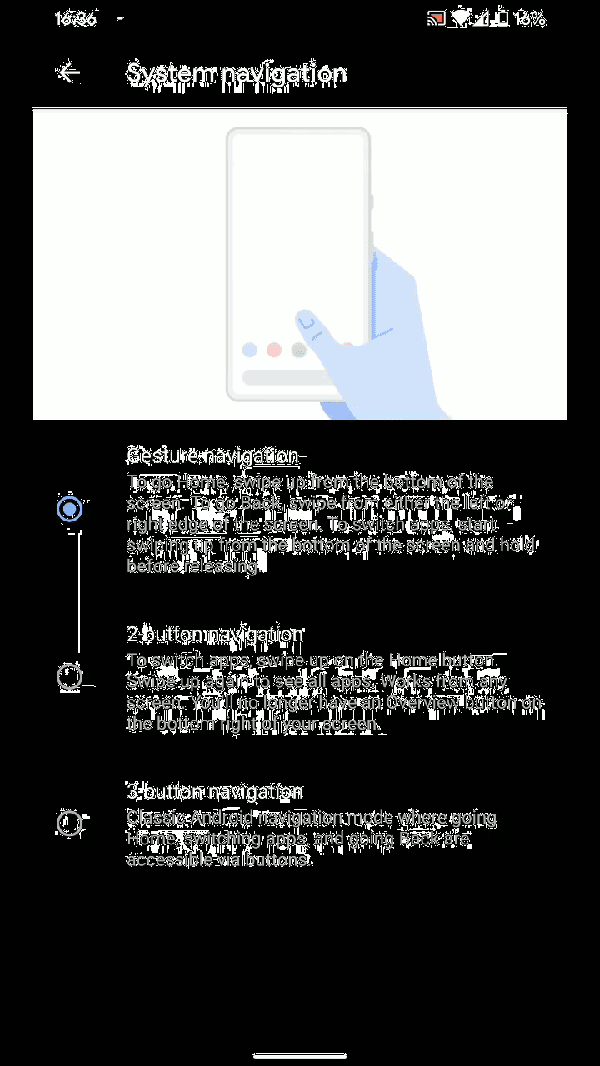 16:36
16%
System navigation
Gesture navigation
To go Home, swipe up from the bottom of the
screen. To go Back, swipe from either the left or
right edge of the screen. To switch apps, start
swiping up from the bottom of the screen and hold
before releasing.
2-button navigation
To switch apps, swipe up on the Home button.
Swipe up again to see all apps. Works from any
screen. You'll no longer have an Overview button on
the bottom right of your screen.
3-button navigation
Classic Android navigation mode where going
Home, switching apps, and going back are
accessible via buttons.